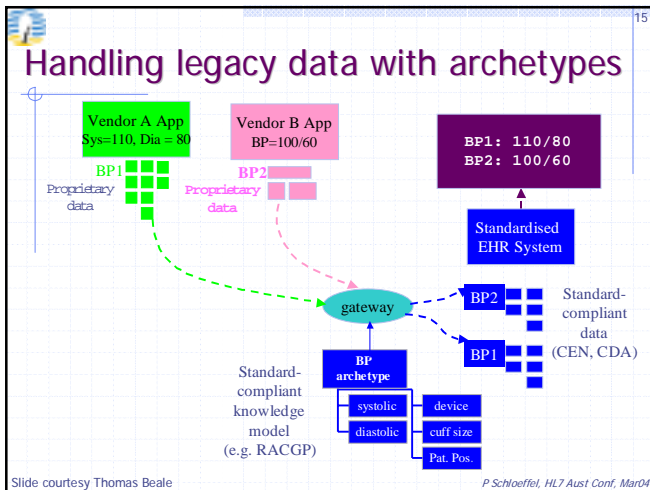 15
Handling legacy data with archetypes
Vendor A App
Sys=110, Dia = 80
BP1
Proprietary
data
Vendor B App
BP=100/60
BP2
Proprietary
data
BP1: 110/80
BP2: 100/60
Standardised
EHR System
gateway
BP2
BP1
Standard-
compliant
data
(CEN, CDA)
Standard-
compliant
knowledge
model
(e.g. RACGP)
BP
archetype
systolic
diastolic
device
cuff size
Pat. Pos.
Slide courtesy Thomas Beale
P Schloeffel, HL7 Aust Conf, Mar04